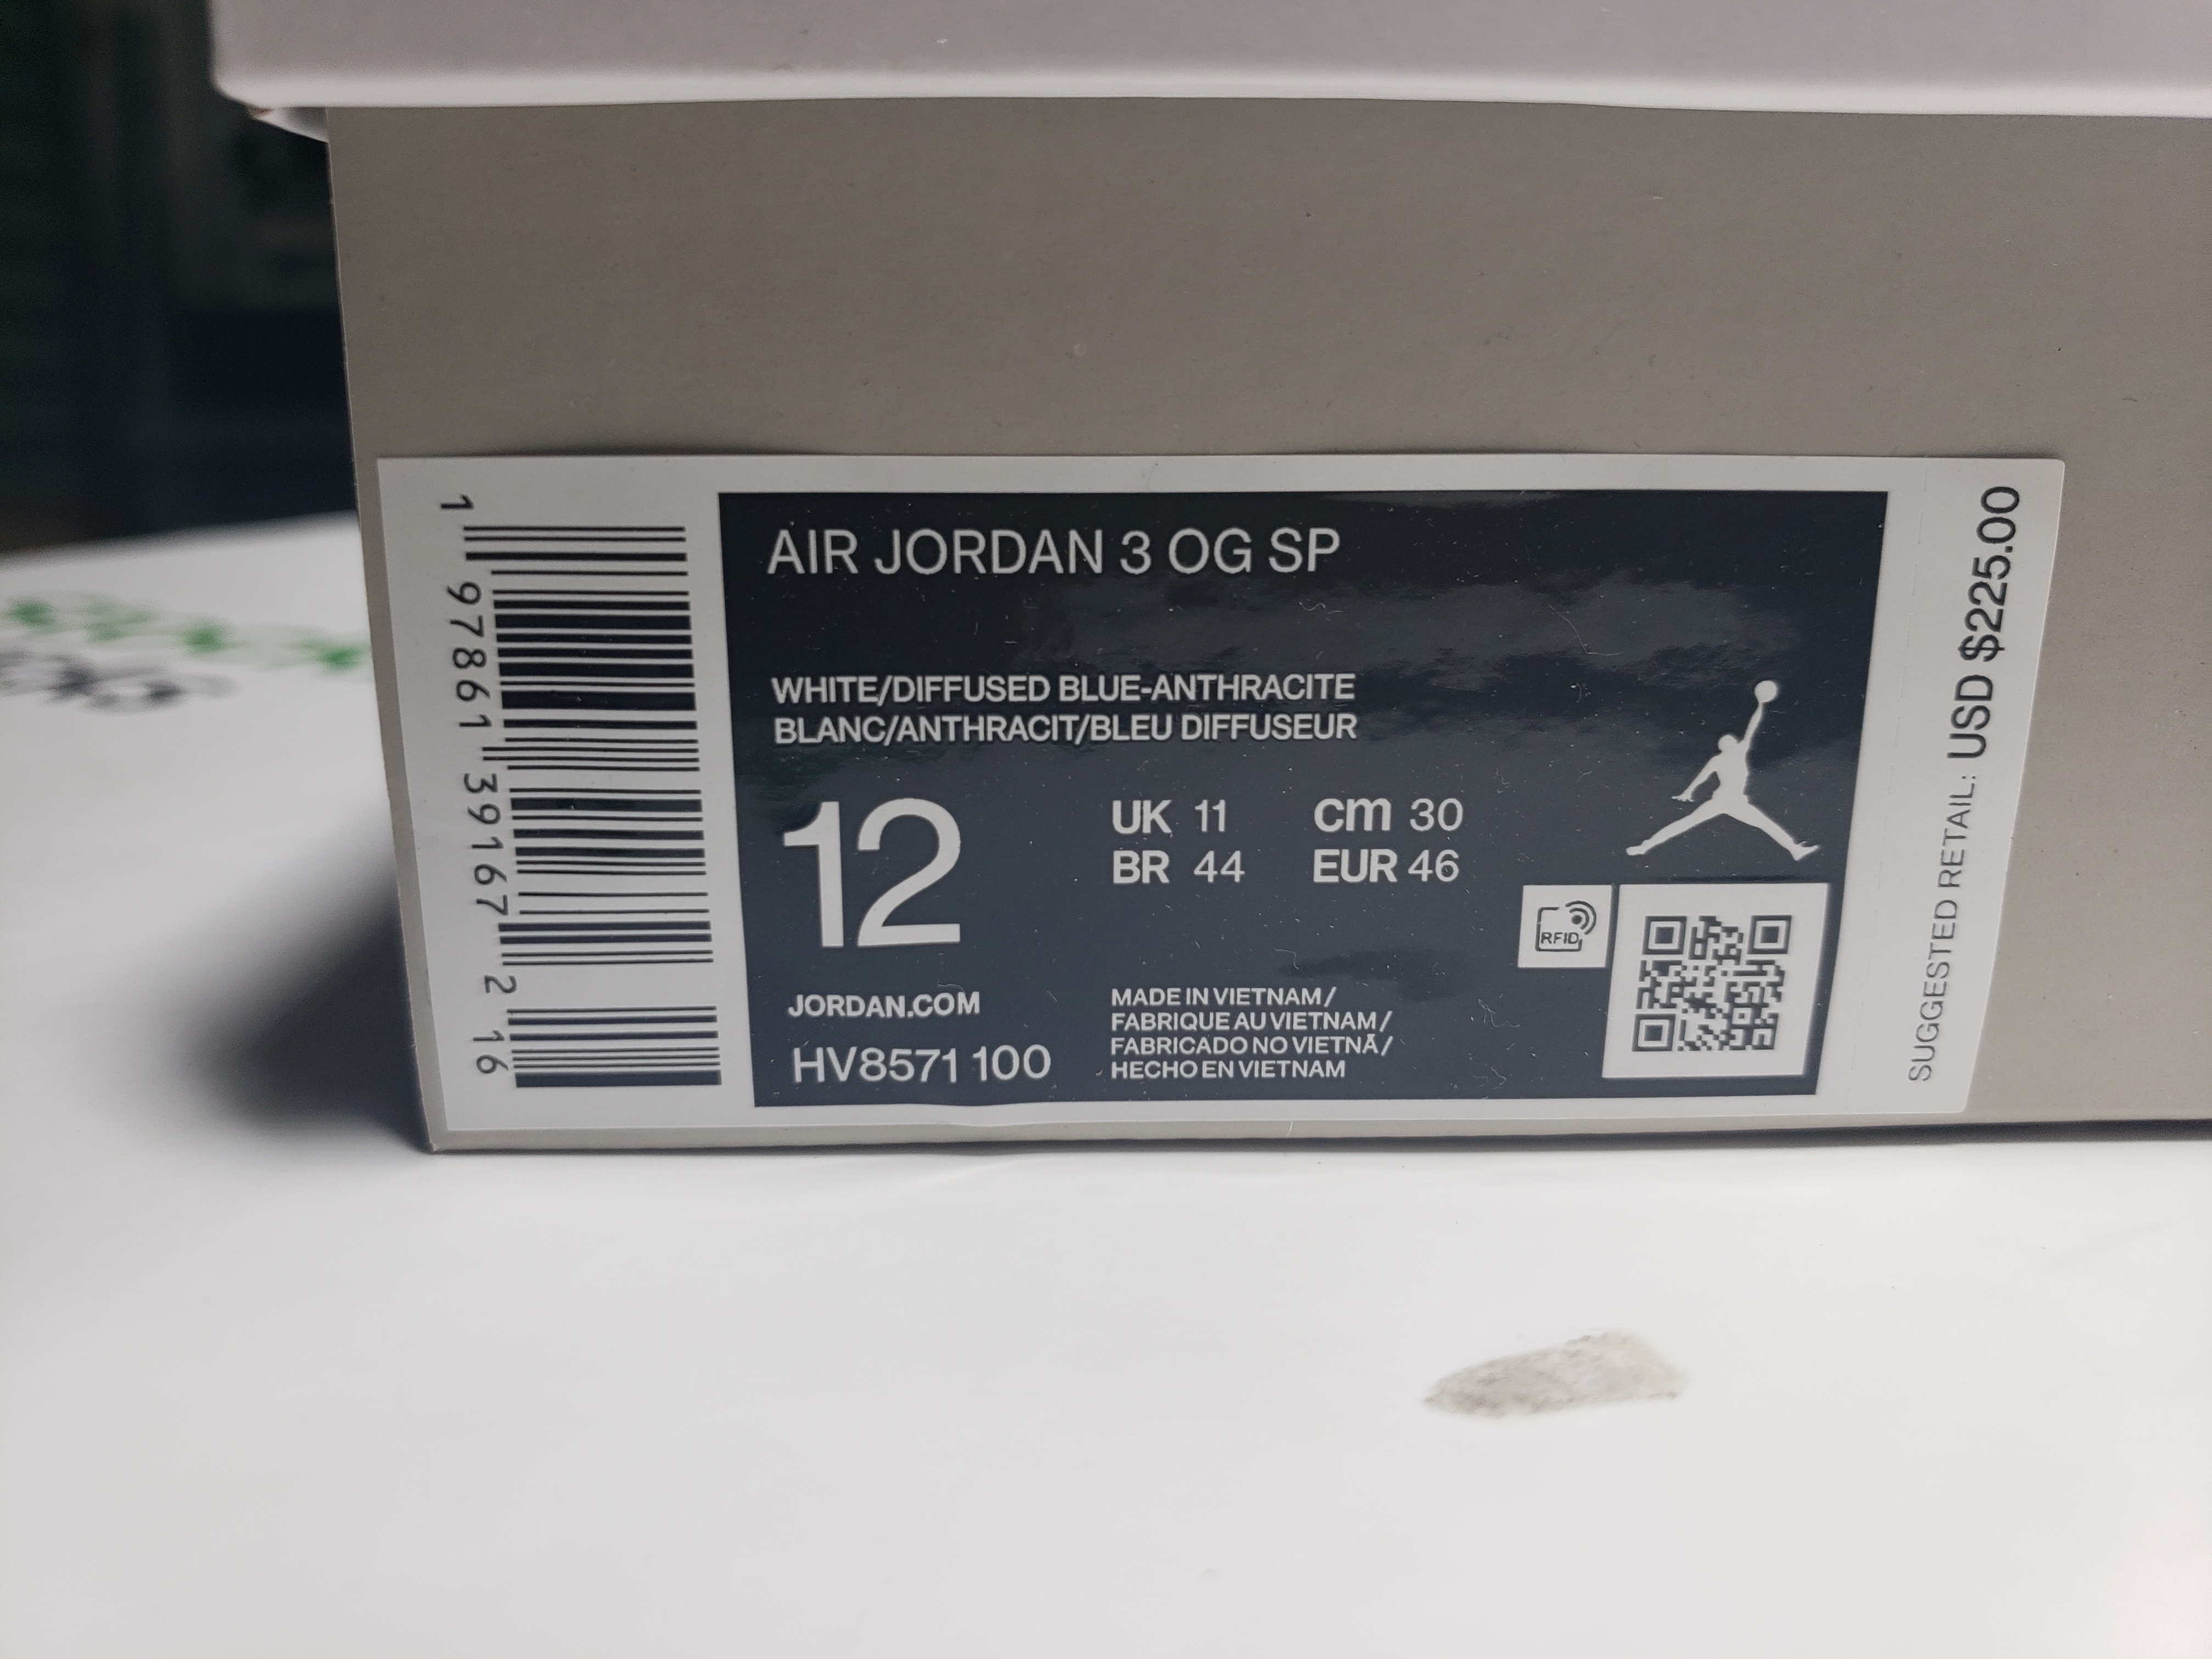 1 97861 39167 2 16
AIR JORDAN 3 OG SP
WHITE/DIFFUSED BLUE-ANTHRACITE
BLANC/ANTHRACIT/BLEU DIFFUSEUR
12
UK 11 cm 30
BR 44 EUR 46
RFID
JORDAN.COM
HV8571 100
MADE IN VIETNAM/
FABRIQUE AU VIETNAM/
FABRICADO NO VIETNÃ/
HECHO EN VIETNAM
SUGGESTED RETAIL: USD $225.00